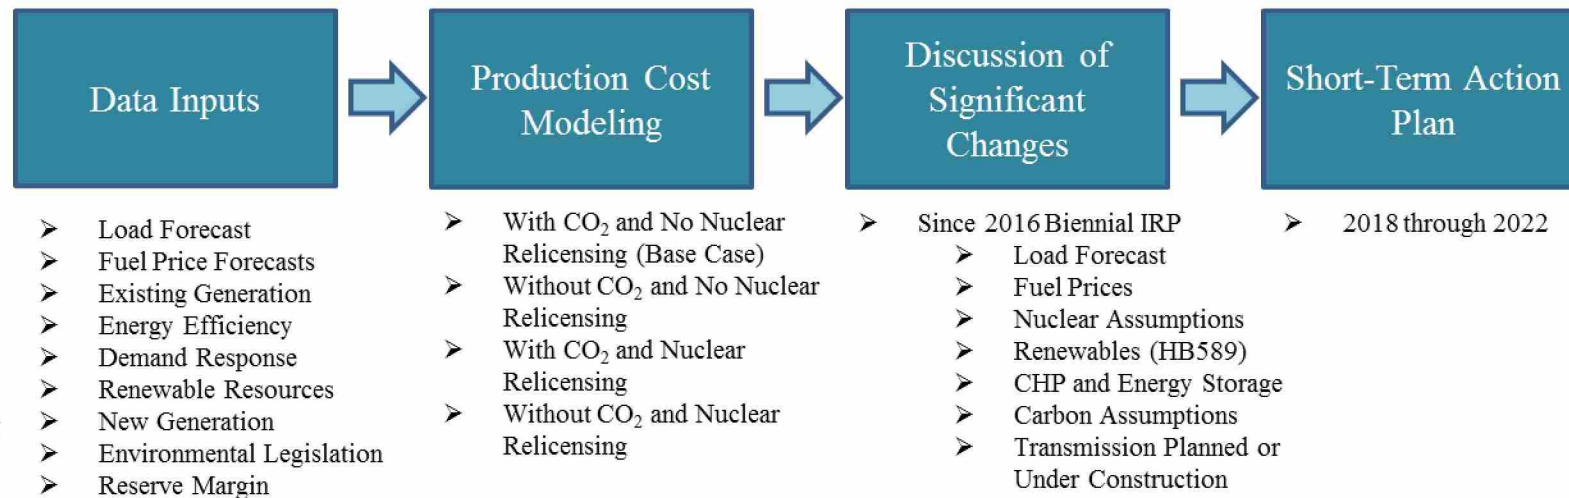 Data Inputs
Production Cost
Modeling
Discussion of
Significant
Changes
Short-Term Action
Plan
➢ Load Forecast
➢ Fuel Price Forecasts
➢ Existing Generation
➢ Energy Efficiency
➢ Demand Response
➢ Renewable Resources
➢ New Generation
➢ Environmental Legislation
➢ Reserve Margin
➢ With CO₂ and No Nuclear
Relicensing (Base Case)
➢ Without CO₂ and No Nuclear
Relicensing
➢ With CO₂ and Nuclear
Relicensing
➢ Without CO₂ and Nuclear
Relicensing
➢ Since 2016 Biennial IRP
➢ Load Forecast
➢ Fuel Prices
➢ Nuclear Assumptions
➢ Renewables (HB589)
➢ CHP and Energy Storage
➢ Carbon Assumptions
➢ Transmission Planned or
Under Construction
➢ 2018 through 2022